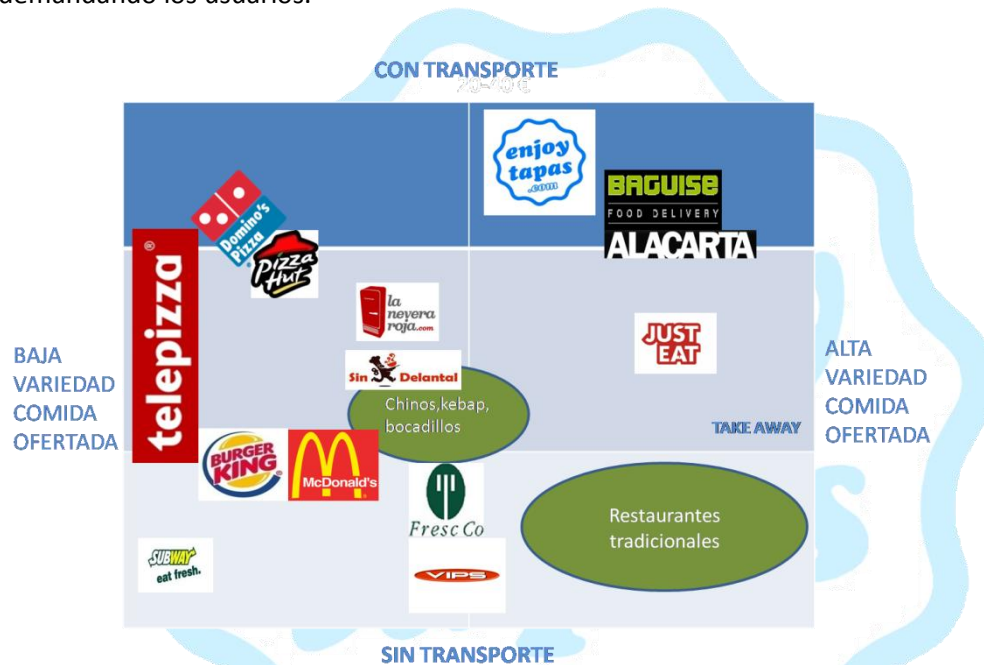 demandando los usuarios.
CON TRANSPORTE
20-40 €
enjoy
tapas
.com
BAGUISE
FOOD DELIVERY
ALACARTA
Domino's
Pizza
®
telepizza
Pizza
Hut
la
nevera
roja.com
JUST
EAT
BAJA
VARIEDAD
COMIDA
OFERTADA
ALTA
VARIEDAD
COMIDA
OFERTADA
Sin Delantal
Chinos,kebap,
bocadillos
TAKE AWAY
BURGER
KING
McDonald's
Fresc Co
Restaurantes
tradicionales
SUBWAY
eat fresh.
VIPS
SIN TRANSPORTE